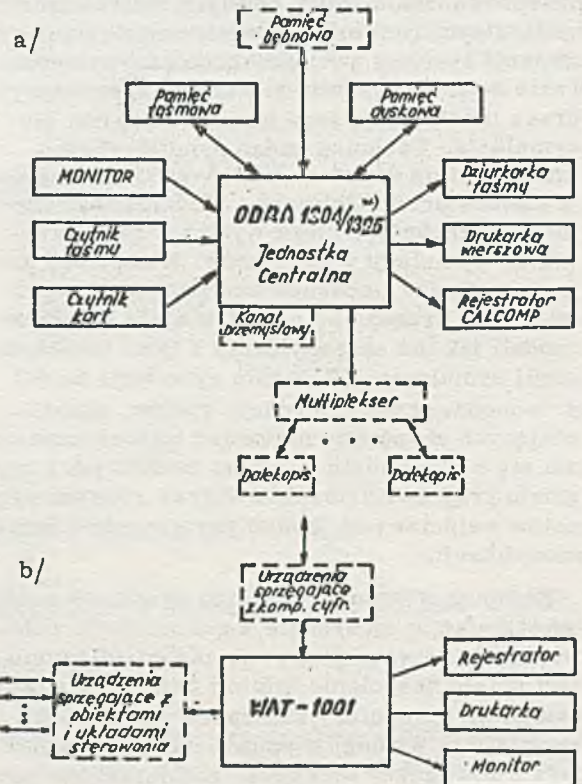 a/
Pamięć
bębnowa
Pamięć
taśmowa
Pamięć
dyskowa
MONITOR
Czytnik
taśmy
Czytnik
kart
ODRA 1304/1325 *)
Jednostka
Centralna
Kanał
przemysłowy
Dziurkarka
taśmy
Drukarka
wierszowa
Rejestrator
CALCOMP
Multiplekser
Dalekopis
Dalekopis
b/
Urządzenia
sprzęgające
z komp. cyfr.
Urządzenia
sprzęgające z
obiektami
i układami
sterowania
WAT-1001
Rejestrator
Drukarka
Monitor